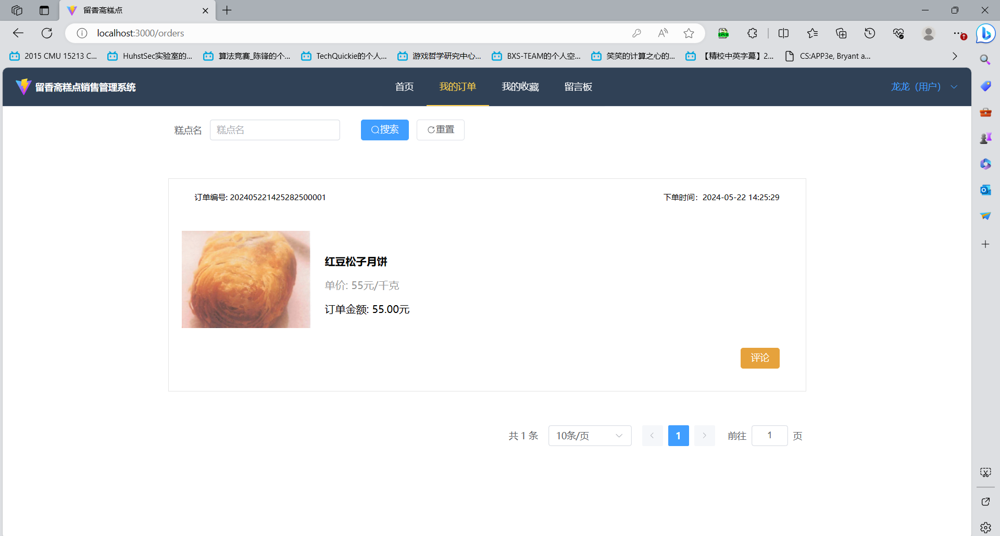 留香斋糕点
localhost:3000/orders
2015 CMU 15213 C...
HuhstSec实验室的...
算法竞赛_陈锋的个...
TechQuickie的个人...
游戏哲学研究中心...
BXS-TEAM的个人空...
笑笑的计算之心的...
【精校中英字幕】2...
CS:APP3e, Bryant a...
留香斋糕点销售管理系统
首页
我的订单
我的收藏
留言板
龙龙（用户）
糕点名
糕点名
搜索
重置
订单编号: 202405221425282500001
下单时间：2024-05-22 14:25:29
红豆松子月饼
单价: 55元/千克
订单金额: 55.00元
评论
共 1 条
10条/页
1
前往
1
页